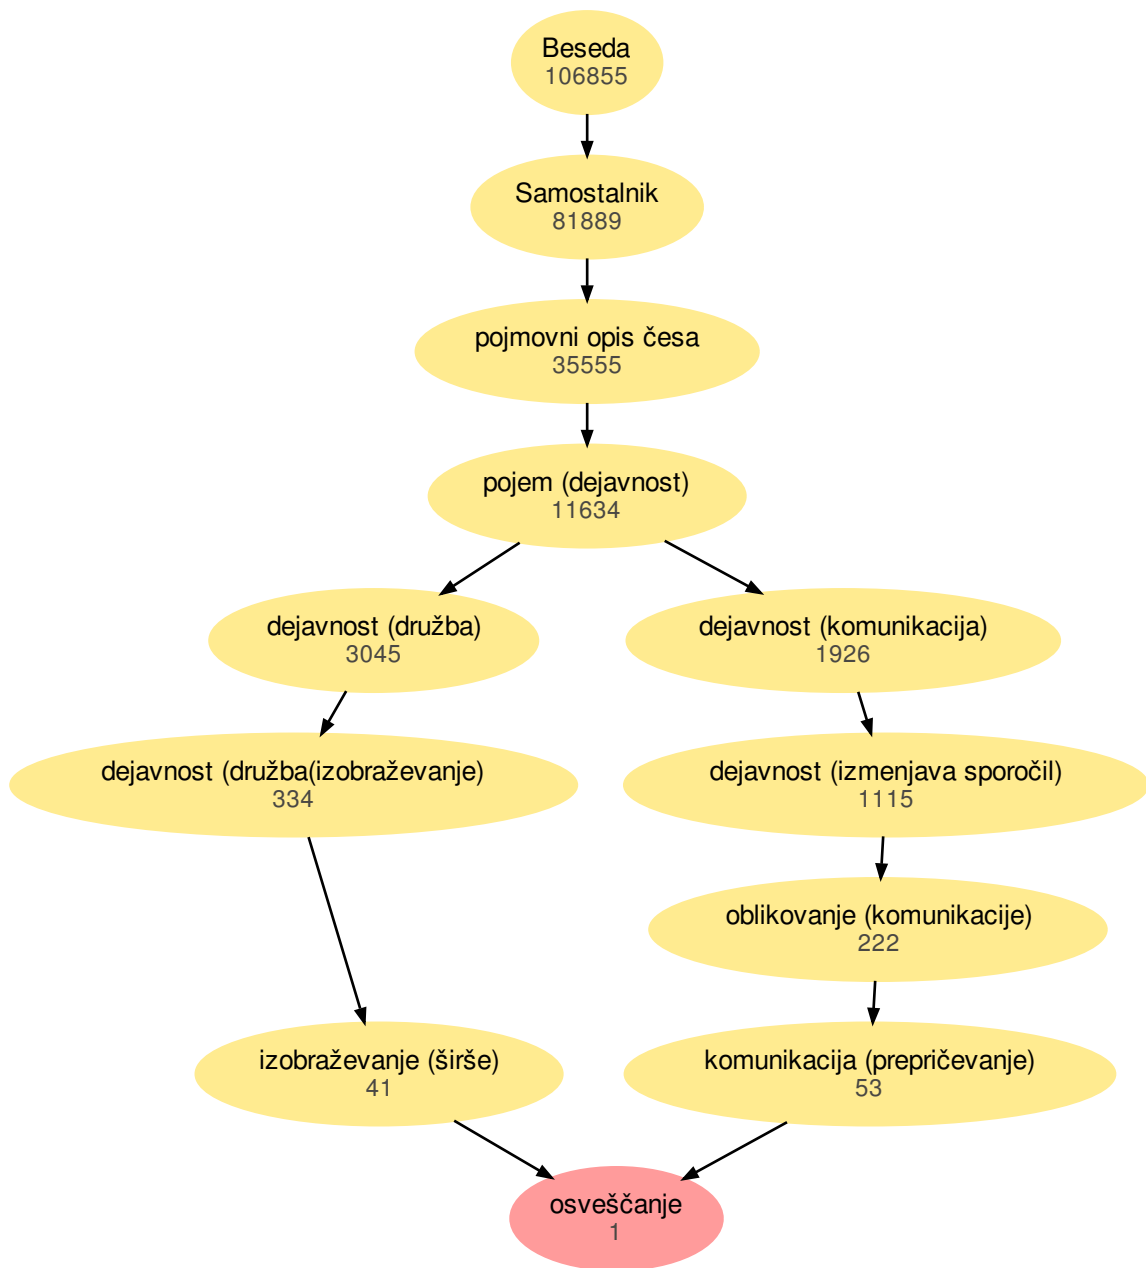 Beseda
106855
Samostalnik
81889
pojmovni opis česa
35555
pojem (dejavnost)
11634
dejavnost (družba)
3045
dejavnost (komunikacija)
1926
dejavnost (družba(izobraževanje)
334
dejavnost (izmenjava sporočil)
1115
oblikovanje (komunikacije)
222
izobraževanje (širše)
41
komunikacija (prepričevanje)
53
osveščanje
1